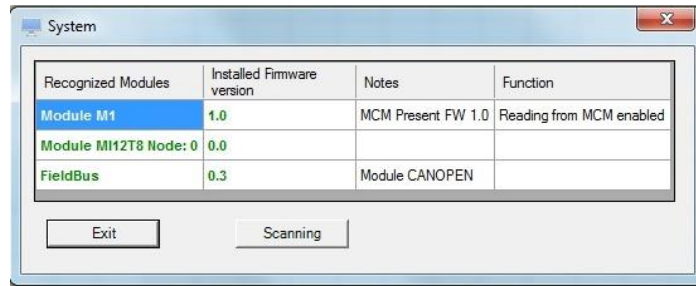 System
Recognized Modules Installed Firmware version Notes Function
Module M1 1.0 MCM Present FW 1.0 Reading from MCM enabled
Module MI12T8 Node: 0 0.0
FieldBus 0.3 Module CANOPEN
Exit Scanning